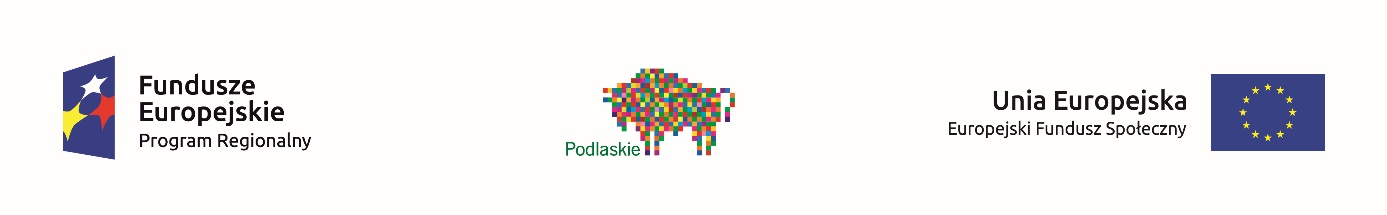 Fundusze
Europejskie
Program Regionalny
Podlaskie
Unia Europejska
Europejski Fundusz Społeczny